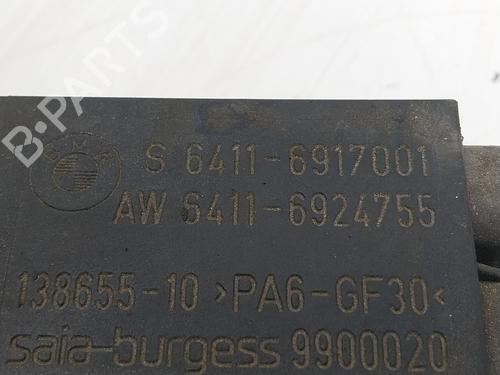 B-PARTS
BMW
S 6411-6917001
AW 6411-6924755
138655-10 >PA6-GF30<
saia-burgess 9900020